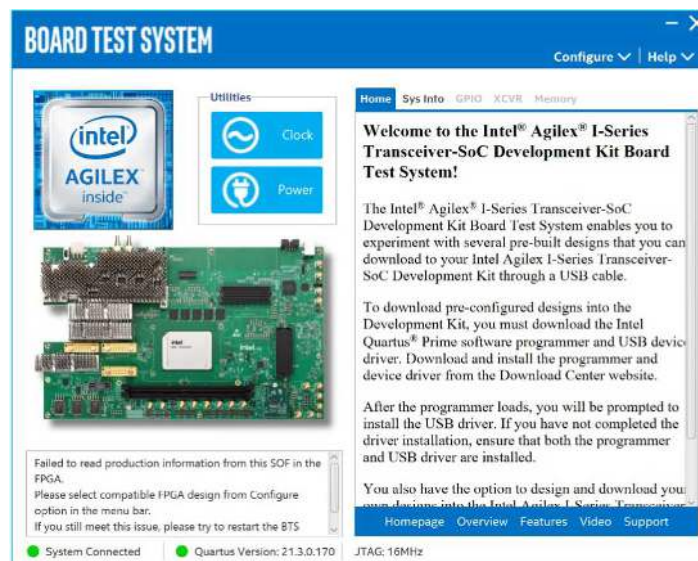 BOARD TEST SYSTEM
Configure
Help
intel
AGILEX
inside™
Utilities
Clock
Power
Home Sys Info GPIO XCVR Memory
Welcome to the Intel® Agilex® I-Series
Transceiver-SoC Development Kit Board
Test System!
The Intel® Agilex® I-Series Transceiver-SoC
Development Kit Board Test System enables you to
experiment with several pre-built designs that you can
download to your Intel Agilex I-Series Transceiver-
SoC Development Kit through a USB cable.
To download pre-configured designs into the
Development Kit, you must download the Intel
Quartus® Prime software programmer and USB device
driver. Download and install the programmer and
device driver from the Download Center website.
After the programmer loads, you will be prompted to
install the USB driver. If you have not completed the
driver installation, ensure that both the programmer
and USB driver are installed.
You also have the option to design and download your
own designs into the Intel Agilex I-Series Transceiver
Homepage Overview Features Video Support
Failed to read production information from this SOF in the
FPGA.
Please select compatible FPGA design from Configure
option in the menu bar.
If you still meet this issue, please try to restart the BTS
System Connected
Quartus Version: 21.3.0.170
JTAG: 16MHz